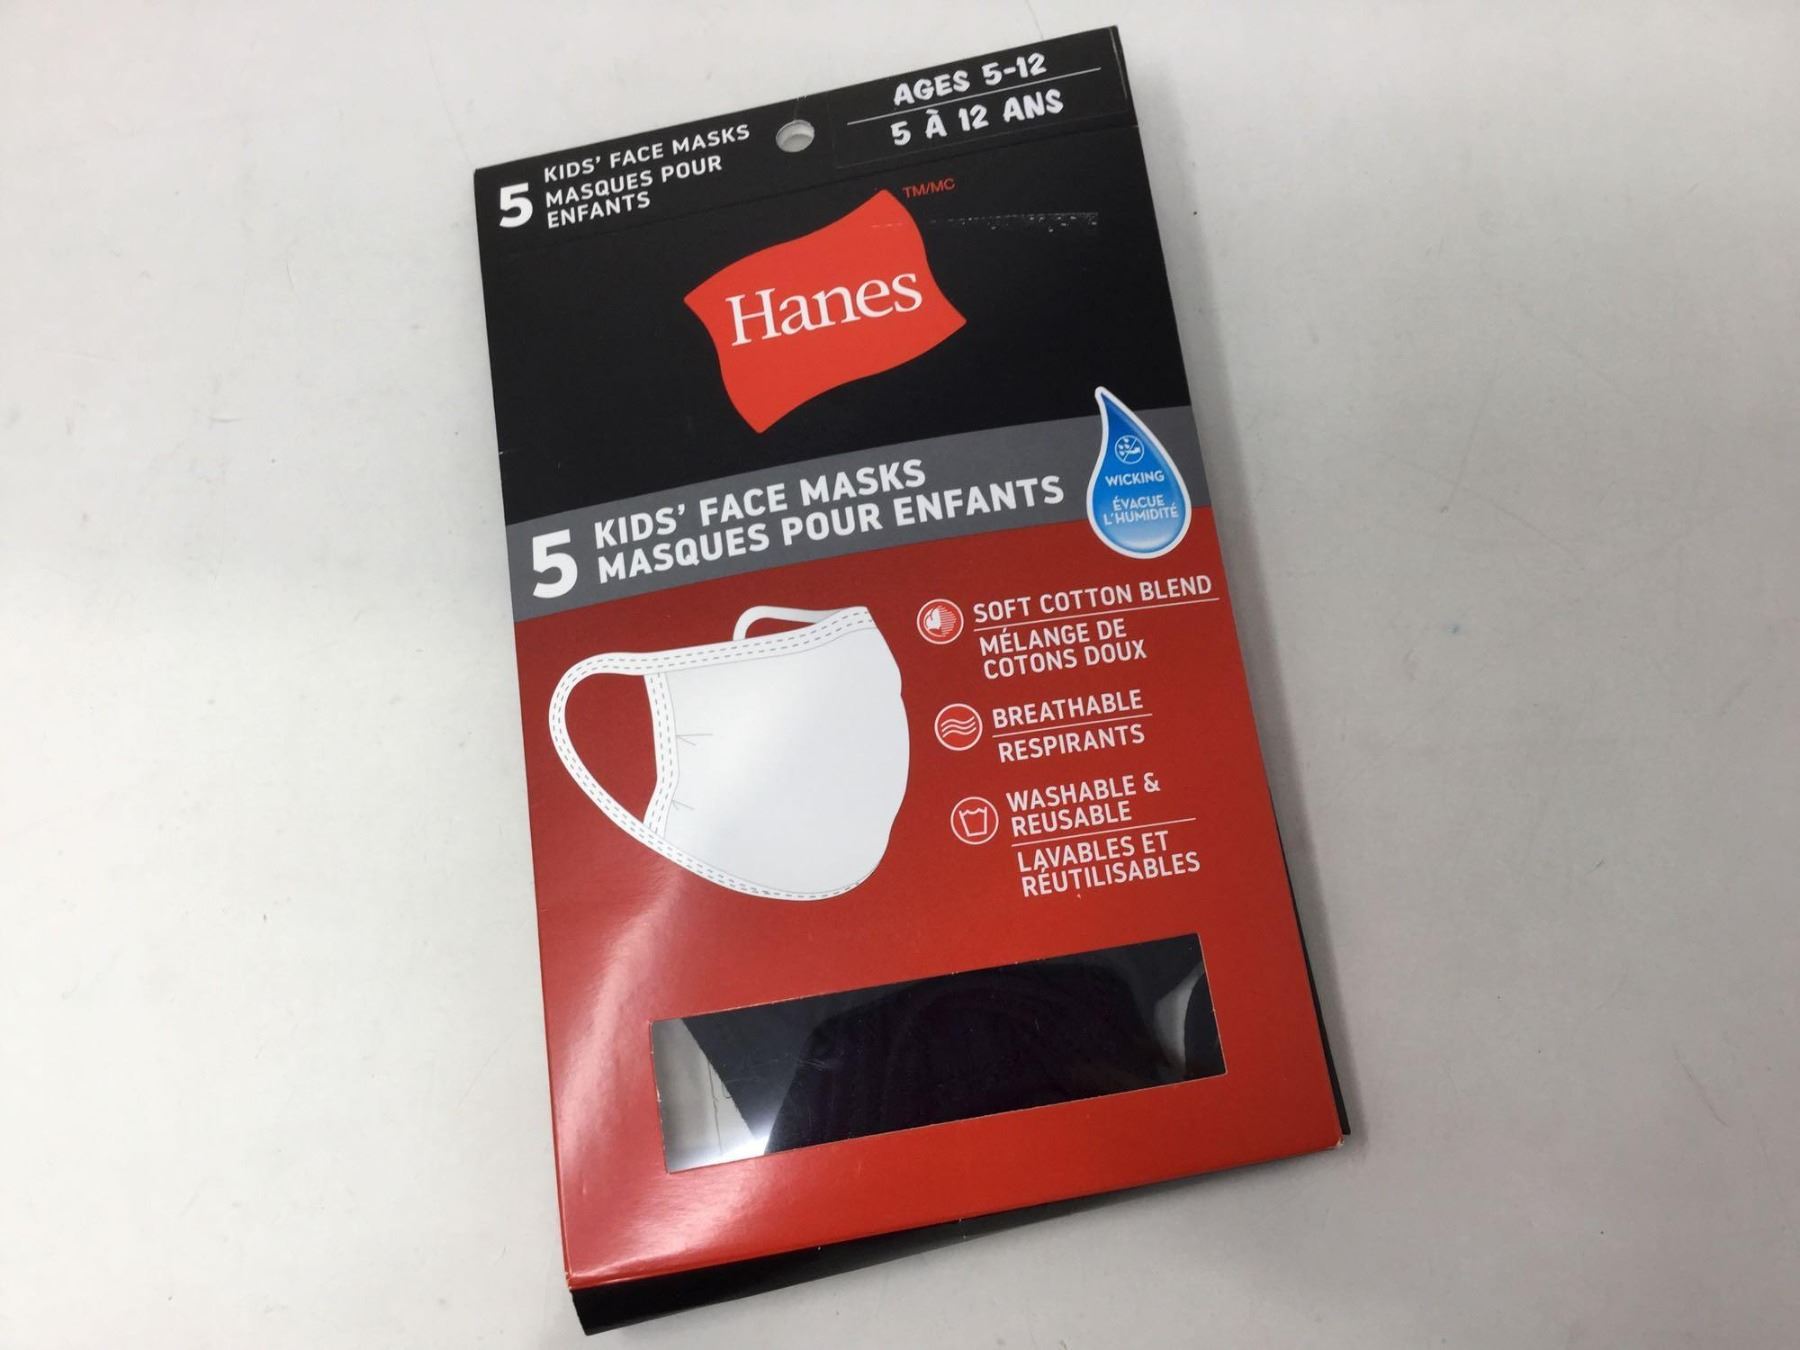 AGES 5-12
5 À 12 ANS
5 KIDS' FACE MASKS
MASQUES POUR
ENFANTS
TM/MC
Hanes
5 KIDS' FACE MASKS
MASQUES POUR ENFANTS
WICKING
ÉVACUE
L'HUMIDITÉ
SOFT COTTON BLEND
MÉLANGE DE
COTONS DOUX
BREATHABLE
RESPIRANTS
WASHABLE &
REUSABLE
LAVABLES ET
RÉUTILISABLES